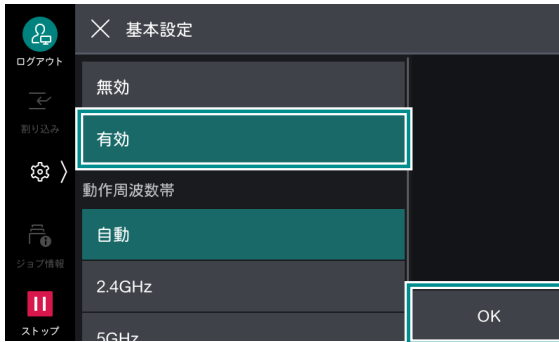 基本設定
ログアウト
無効
割り込み
有効
動作周波数帯
自動
ジョブ情報
2.4GHz
OK
ストップ
5GHz